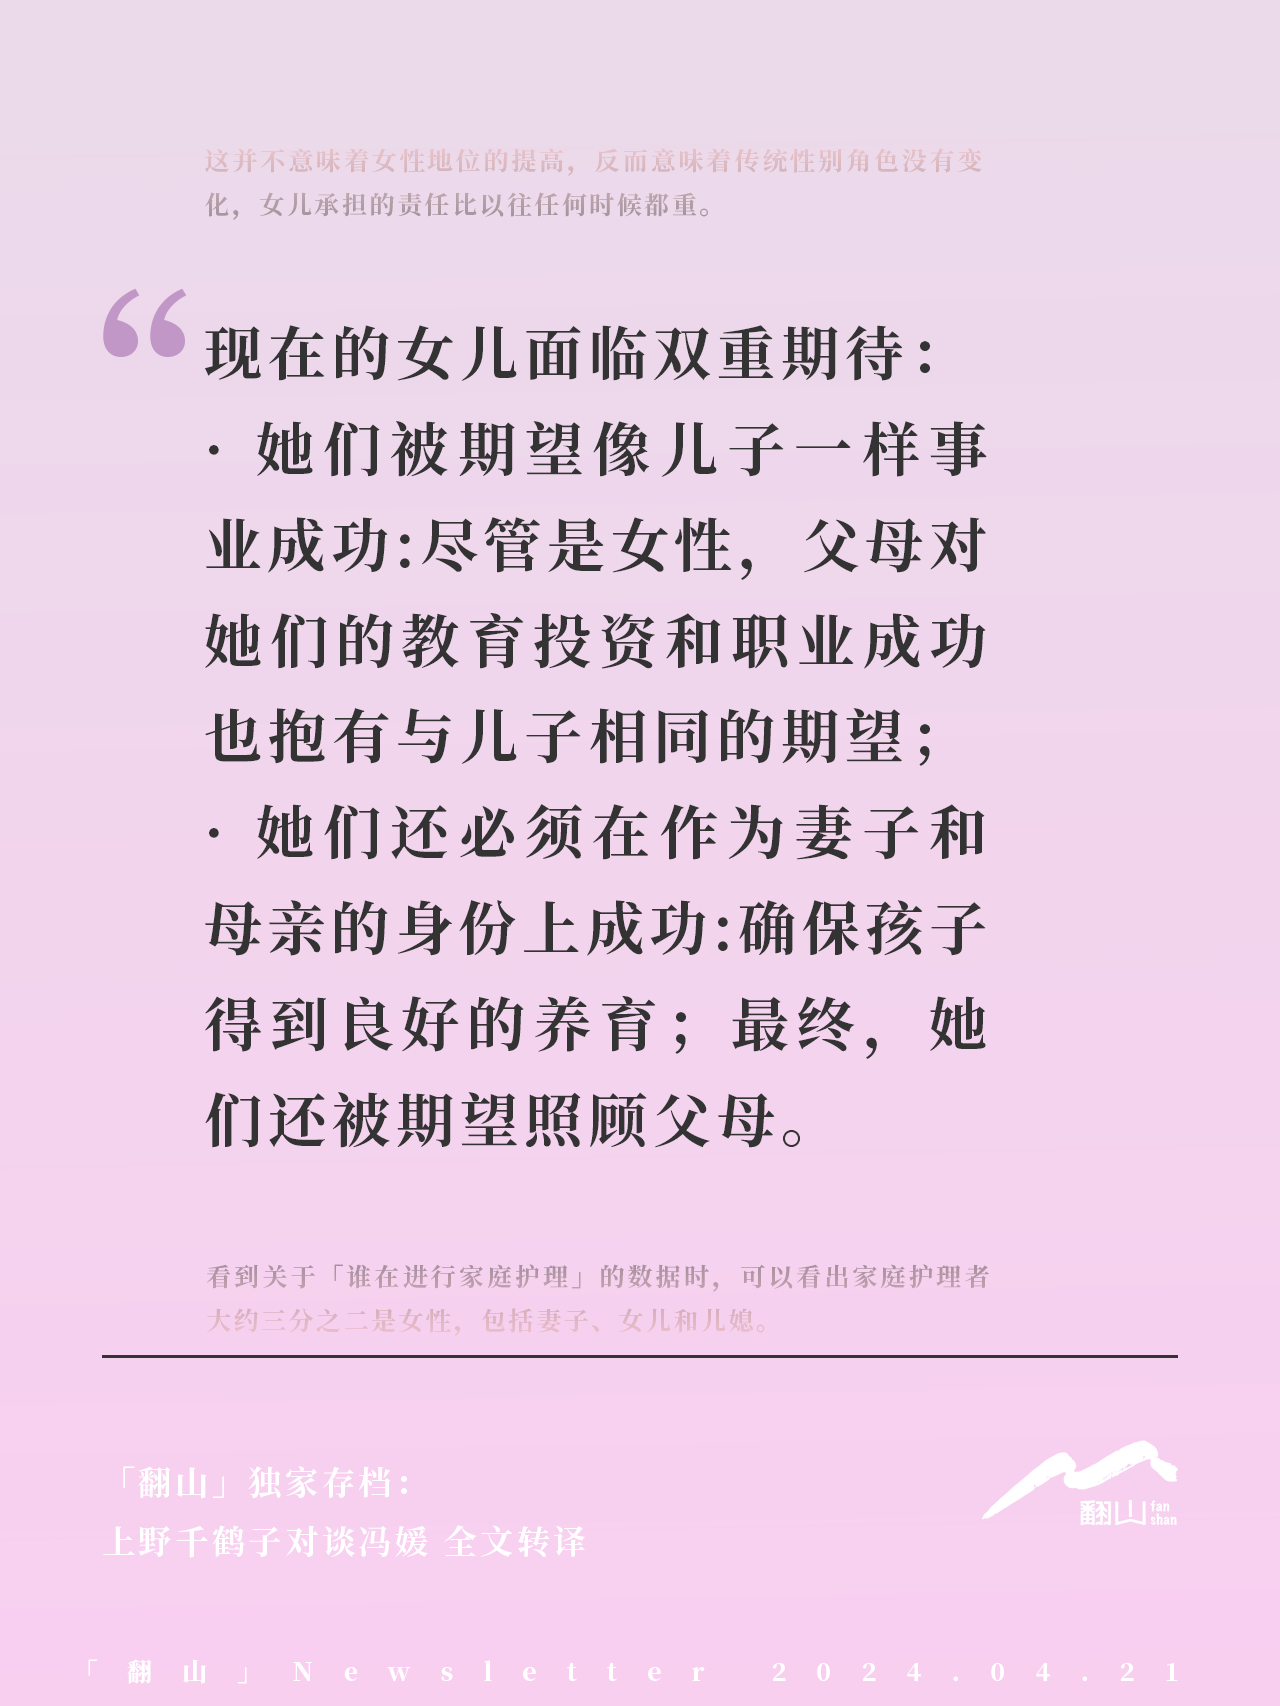 这并不意味着女性地位的提高，反而意味着传统性别角色没有变
化，女儿承担的责任比以往任何时候都重。
“现在的女儿面临双重期待：
· 她们被期望像儿子一样事
业成功:尽管是女性，父母对
她们的教育投资和职业成功
也抱有与儿子相同的期望；
· 她们还必须在作为妻子和
母亲的身份上成功:确保孩子
得到良好的养育；最终，她
们还被期望照顾父母。
看到关于「谁在进行家庭护理」的数据时，可以看出家庭护理者
大约三分之二是女性，包括妻子、女儿和儿媳。
「翻山」独家存档：
上野千鹤子对谈冯媛 全文转译
翻山 fan
shan
「翻山」Newsletter 2024.04.21